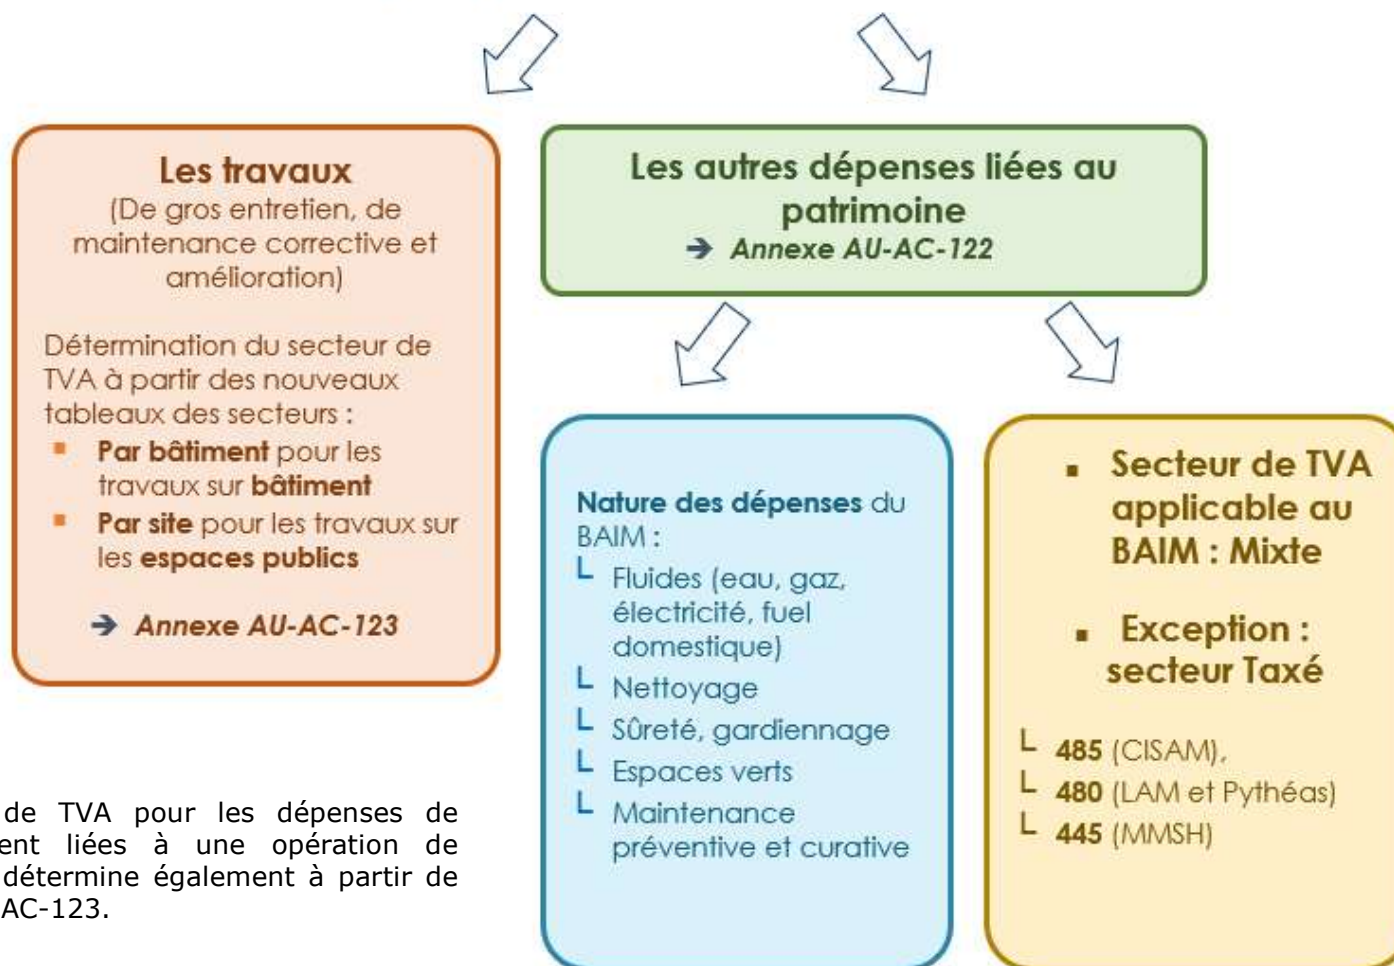 Les travaux
(De gros entretien, de
maintenance corrective et
amélioration)
Détermination du secteur de
TVA à partir des nouveaux
tableaux des secteurs :
▪ Par bâtiment pour les
travaux sur bâtiment
▪ Par site pour les travaux sur
les espaces publics
➔ Annexe AU-AC-123
Les autres dépenses liées au
patrimoine
➔ Annexe AU-AC-122
Nature des dépenses du
BAIM :
└ Fluides (eau, gaz,
électricité, fuel
domestique)
└ Nettoyage
└ Sûreté, gardiennage
└ Espaces verts
└ Maintenance
préventive et curative
▪ Secteur de TVA
applicable au
BAIM : Mixte
▪ Exception :
secteur Taxé
└ 485 (CISAM),
└ 480 (LAM et Pythéas)
└ 445 (MMSH)
de TVA pour les dépenses de
ent liées à une opération de
détermine également à partir de
AC-123.